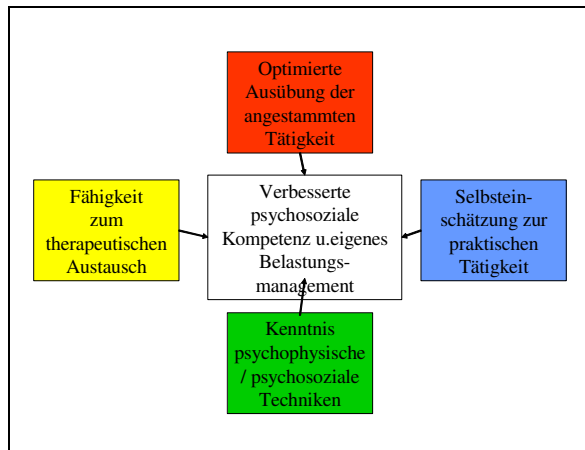 Optimierte
Ausübung der
angestammten
Tätigkeit
Fähigkeit
zum
therapeutischen
Austausch
Verbesserte
psychosoziale
Kompetenz u.eigenes
Belastungs-
management
Selbstein-
schätzung zur
praktischen
Tätigkeit
Kenntnis
psychophysische
/ psychosoziale
Techniken